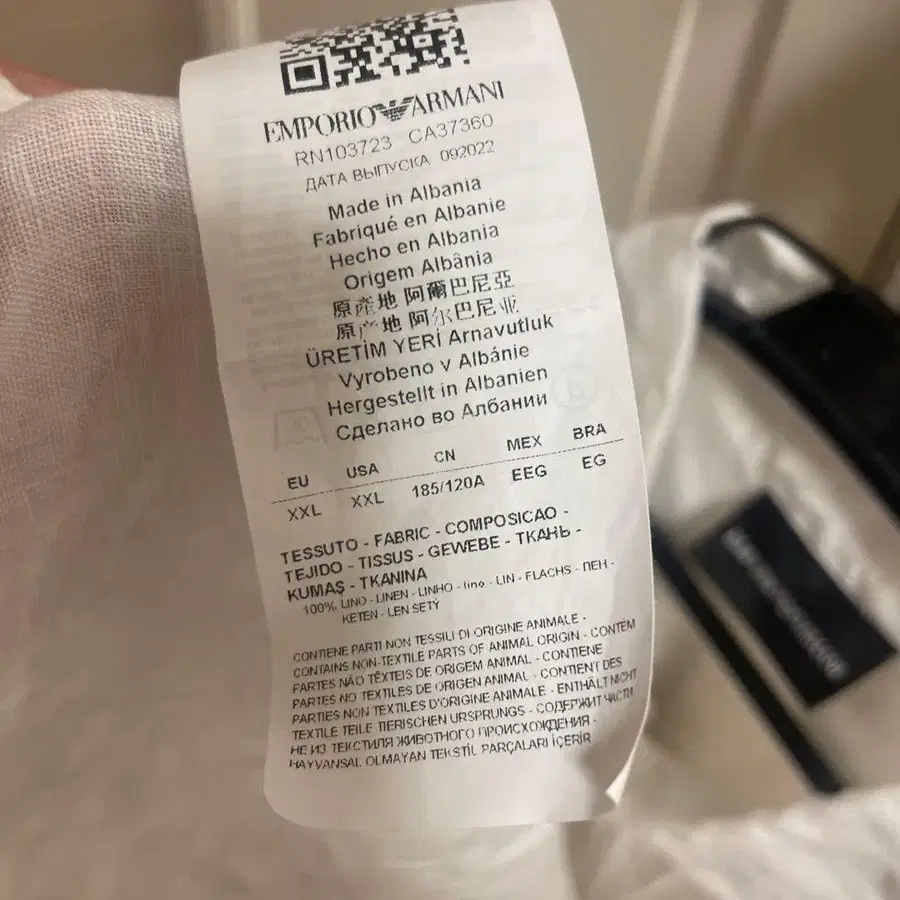 EMPORIO ARMANI
RN103723 CA37360
ДАТА ВЫПУСКА 092022
Made in Albania
Fabriqué en Albanie
Hecho en Albania
Origem Albânia
原產地 阿爾巴尼亞
原产地 阿尔巴尼亚
ÜRETİM YERİ Arnavutluk
Vyrobeno v Albánie
Hergestellt in Albanien
Сделано во Албании
EU USA CN MEX BRA
XXL XXL 185/120A EEG EG
TESSUTO - FABRIC - COMPOSICAO -
TEJIDO - TISSUS - GEWEBE - ТКАНЬ -
KUMAŞ - TKANINA
100% LINO - LINEN - LINHO - lino - LIN - FLACHS - ЛЕН -
KETEN - LEN SETÝ
CONTIENE PARTI NON TESSILI DI ORIGINE ANIMALE -
CONTAINS NON-TEXTILE PARTS OF ANIMAL ORIGIN - CONTÉM
PARTES NÃO TÊXTEIS DE ORIGEM ANIMAL - CONTIENE
PARTES NO TEXTILES DE ORIGEN ANIMAL - CONTIENT DES
PARTIES NON TEXTILES D'ORIGINE ANIMALE - ENTHÄLT NICHT
TEXTILE TEILE TIERISCHEN URSPRUNGS - СОДЕРЖИТ ЧАСТИ
НЕ ИЗ ТЕКСТИЛЯ ЖИВОТНОГО ПРОИСХОЖДЕНИЯ -
HAYVANSAL OLMAYAN TEKSTİL PARÇALARI İÇERİR